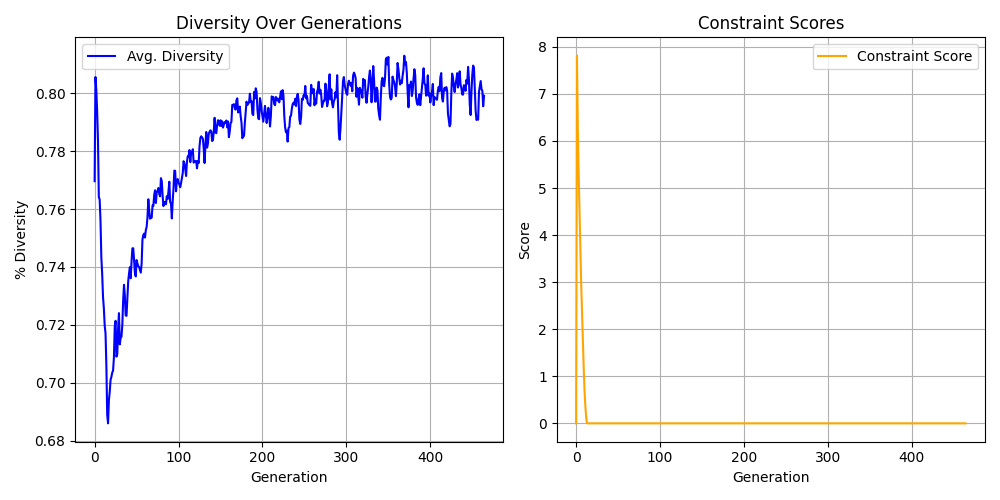 Diversity Over Generations
Avg. Diversity
% Diversity
0.80
0.78
0.76
0.74
0.72
0.70
0.68
0 100 200 300 400
Generation
Constraint Scores
Constraint Score
Score
8
7
6
5
4
3
2
1
0
0 100 200 300 400
Generation